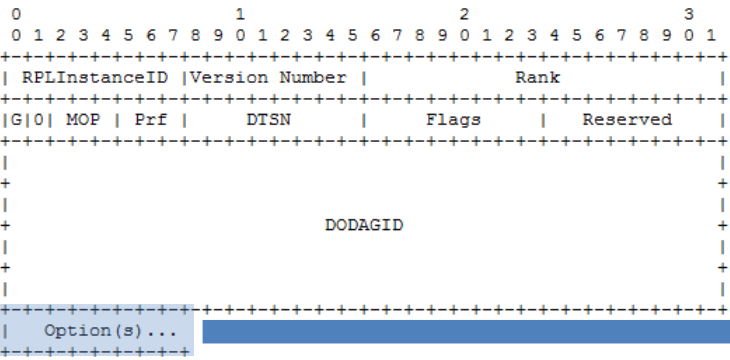 0                   1                   2                   3
 0 1 2 3 4 5 6 7 8 9 0 1 2 3 4 5 6 7 8 9 0 1 2 3 4 5 6 7 8 9 0 1
+-+-+-+-+-+-+-+-+-+-+-+-+-+-+-+-+-+-+-+-+-+-+-+-+-+-+-+-+-+-+-+-+
| RPLInstanceID |Version Number |             Rank              |
+-+-+-+-+-+-+-+-+-+-+-+-+-+-+-+-+-+-+-+-+-+-+-+-+-+-+-+-+-+-+-+-+
|G|0| MOP | Prf |     DTSN      |     Flags     |   Reserved    |
+-+-+-+-+-+-+-+-+-+-+-+-+-+-+-+-+-+-+-+-+-+-+-+-+-+-+-+-+-+-+-+-+
|                                                               |
+                                                               +
|                                                               |
+                            DODAGID                            +
|                                                               |
+                                                               +
|                                                               |
+-+-+-+-+-+-+-+-+-+-+-+-+-+-+-+-+-+-+-+-+-+-+-+-+-+-+-+-+-+-+-+-+
|   Option(s)...
+-+-+-+-+-+-+-+-+